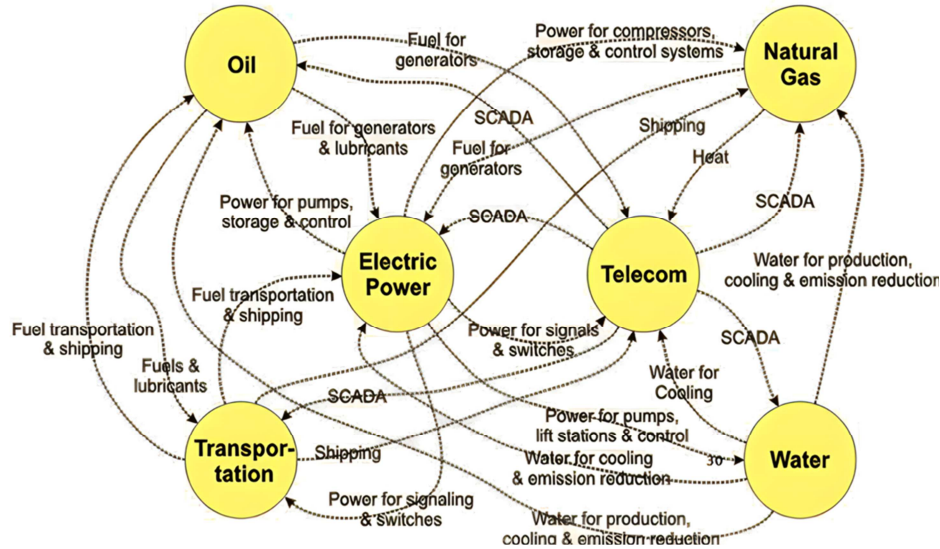 Oil
Fuel for
generators
Power for compressors,
storage & control systems
Natural
Gas
SCADA
Shipping
Fuel for generators
& lubricants
Fuel for
generators
Heat
Power for pumps,
storage & control
SCADA
SCADA
Electric
Power
Telecom
Water for production,
cooling & emission reduction
Fuel transportation
& shipping
Fuel transportation
& shipping
Power for signals
& switches
SCADA
Fuels &
lubricants
Water for
Cooling
SCADA
Power for pumps,
lift stations & control
Transpor-
tation
Shipping
Water for cooling
& emission reduction
30
Water
Power for signaling
& switches
Water for production,
cooling & emission reduction